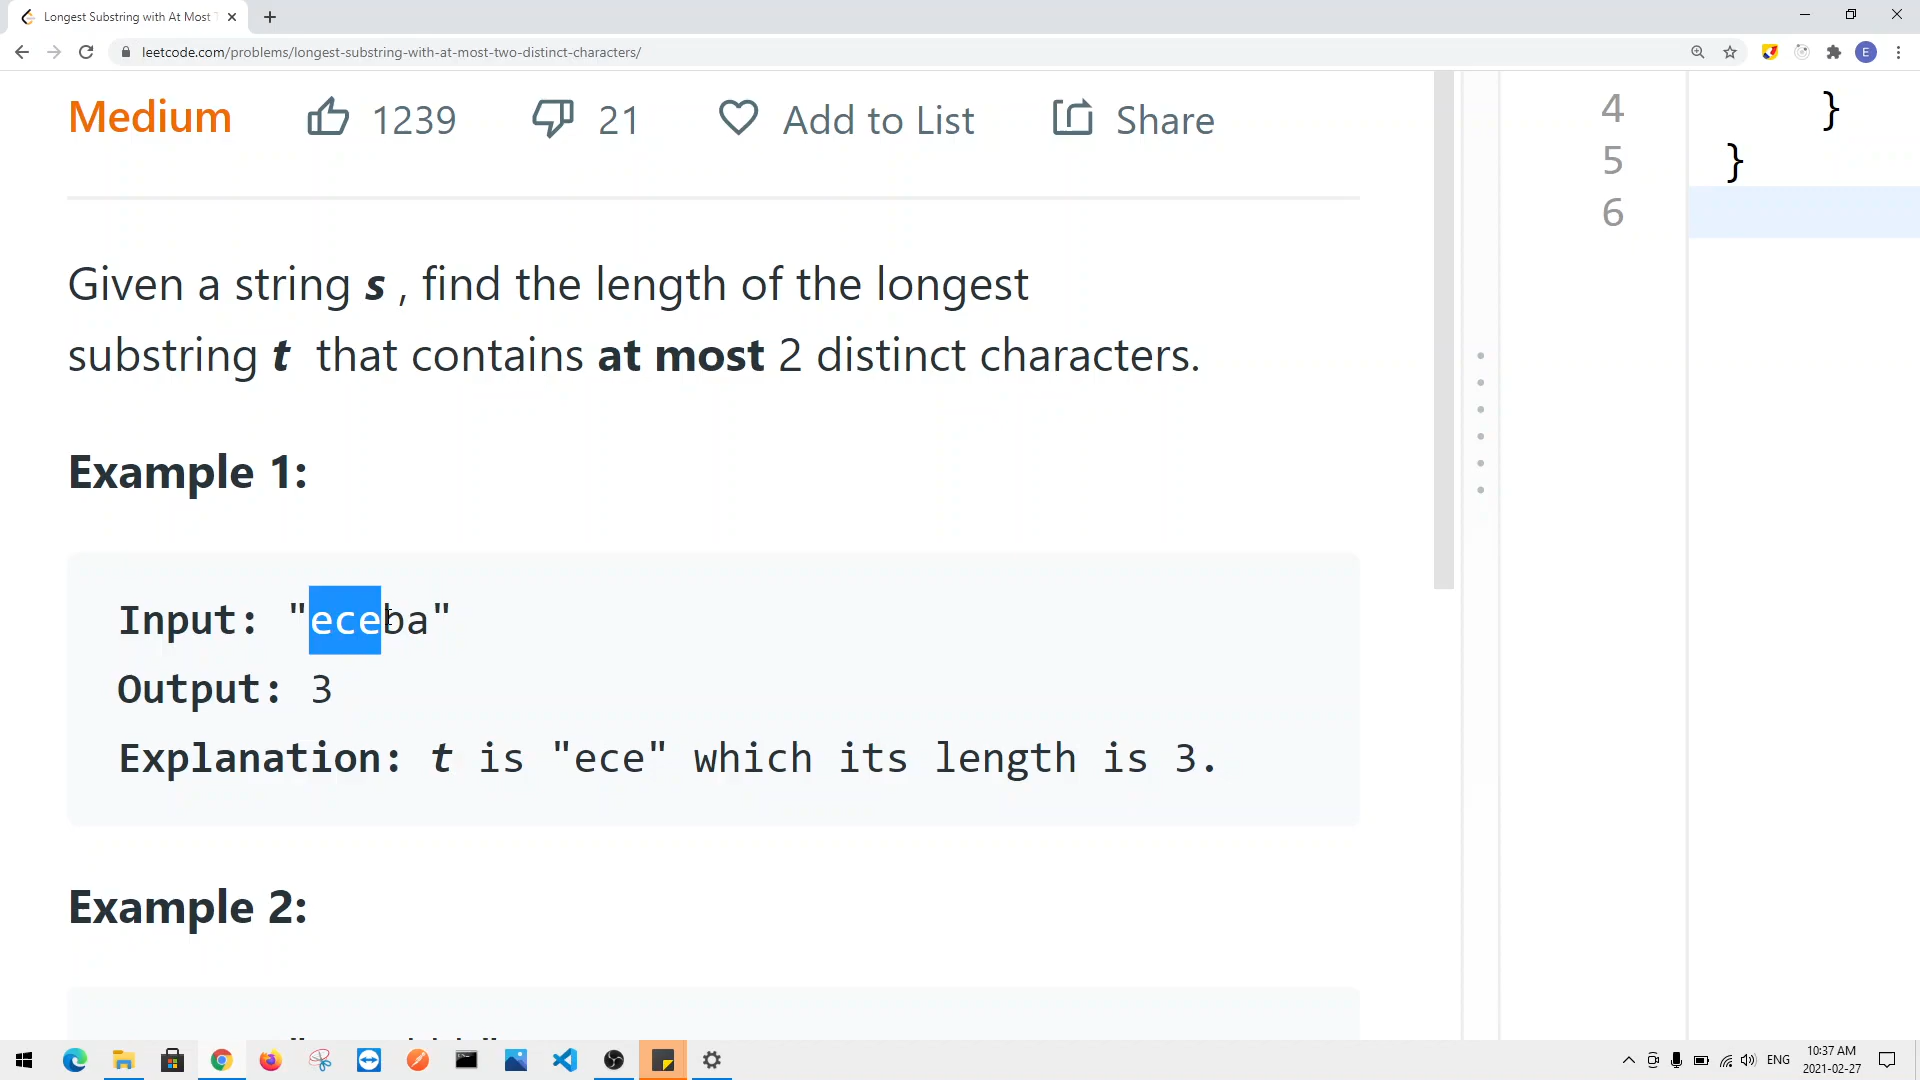 Longest Substring with At Most T
leetcode.com/problems/longest-substring-with-at-most-two-distinct-characters/
E
Medium
1239
21
Add to List
Share
Given a string s , find the length of the longest
substring t that contains at most 2 distinct characters.
Example 1:
Input: "eceba"
Output: 3
Explanation: t is "ece" which its length is 3.
Example 2:
4 }
5 }
6
ENG
10:37 AM
2021-02-27